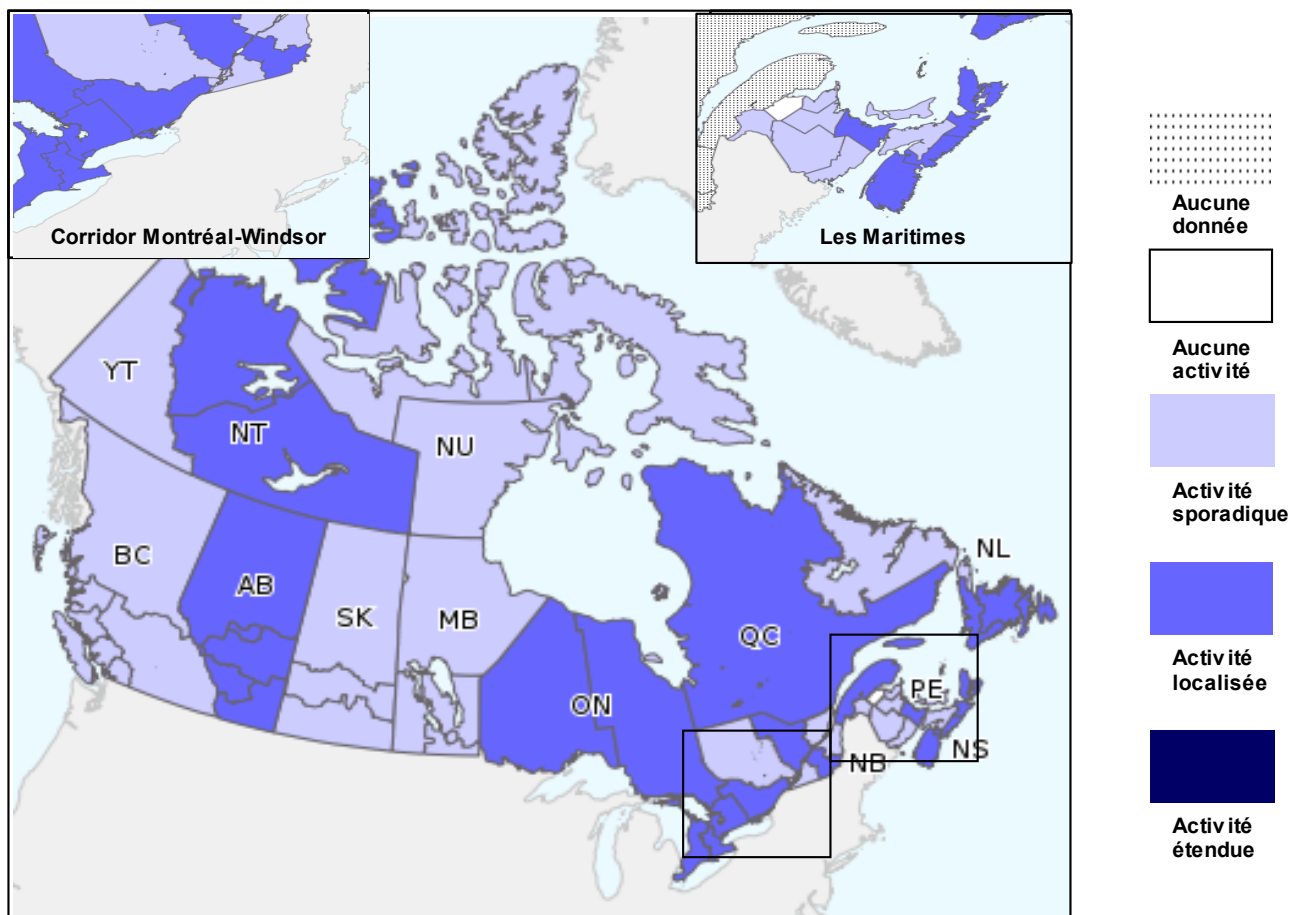 Corridor Montréal-Windsor
Les Maritimes
YT
NT
NU
BC
AB
SK
MB
ON
QC
NL
PE
NB
NS
Aucune
donnée
Aucune
activité
Activité
sporadique
Activité
localisée
Activité
étendue